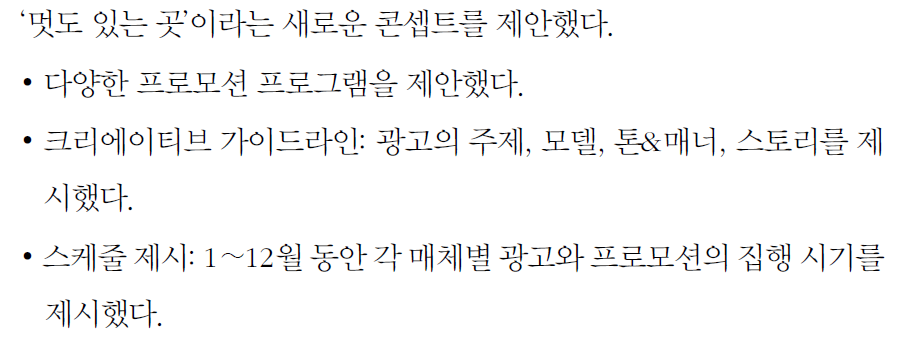 ‘멋도 있는 곳’이라는 새로운 콘셉트를 제안했다.
• 다양한 프로모션 프로그램을 제안했다.
• 크리에이티브 가이드라인: 광고의 주제, 모델, 톤&매너, 스토리를 제
시했다.
• 스케줄 제시: 1~12월 동안 각 매체별 광고와 프로모션의 집행 시기를
제시했다.